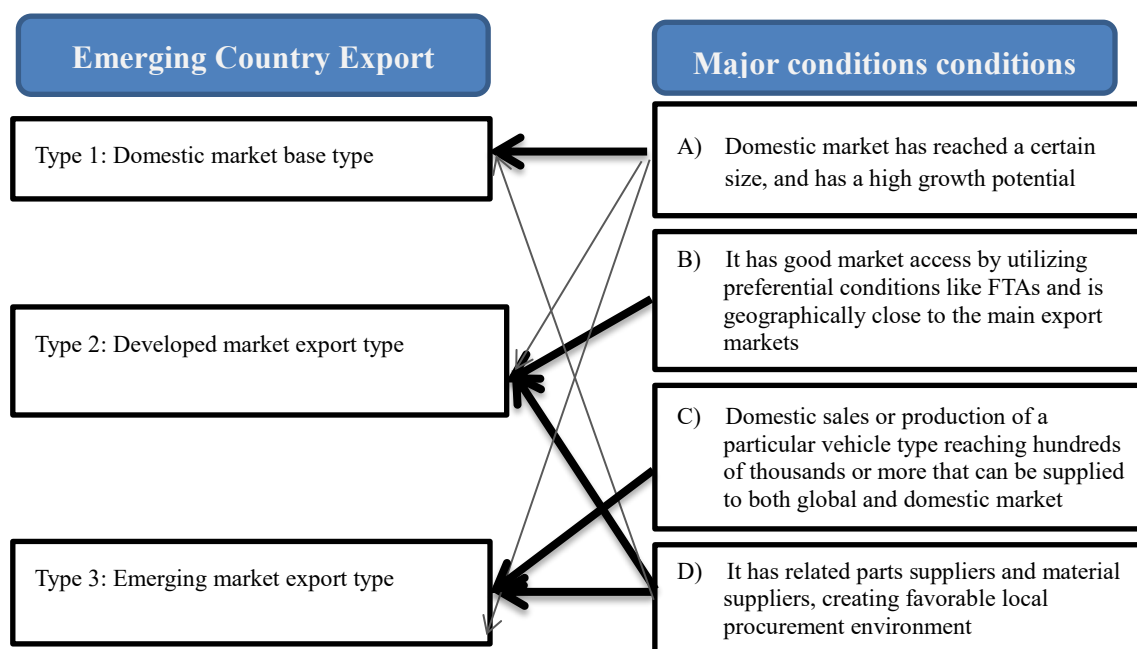 Emerging Country Export
Major conditions conditions
Type 1: Domestic market base type
Type 2: Developed market export type
Type 3: Emerging market export type
A) Domestic market has reached a certain
size, and has a high growth potential
B) It has good market access by utilizing
preferential conditions like FTAs and is
geographically close to the main export
markets
C) Domestic sales or production of a
particular vehicle type reaching hundreds
of thousands or more that can be supplied
to both global and domestic market
D) It has related parts suppliers and material
suppliers, creating favorable local
procurement environment